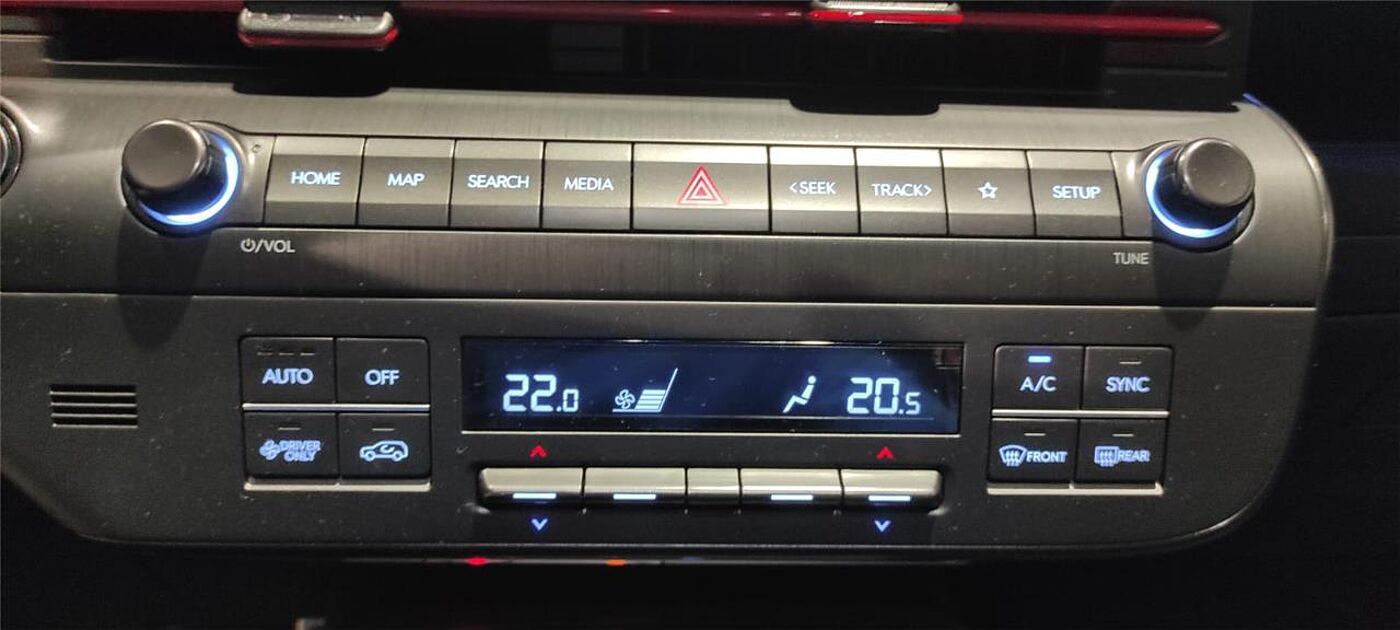 HOME MAP SEARCH MEDIA <SEEK TRACK> SETUP
/VOL TUNE
AUTO OFF 22.0 20.5 A/C SYNC
DRIVER ONLY FRONT REAR